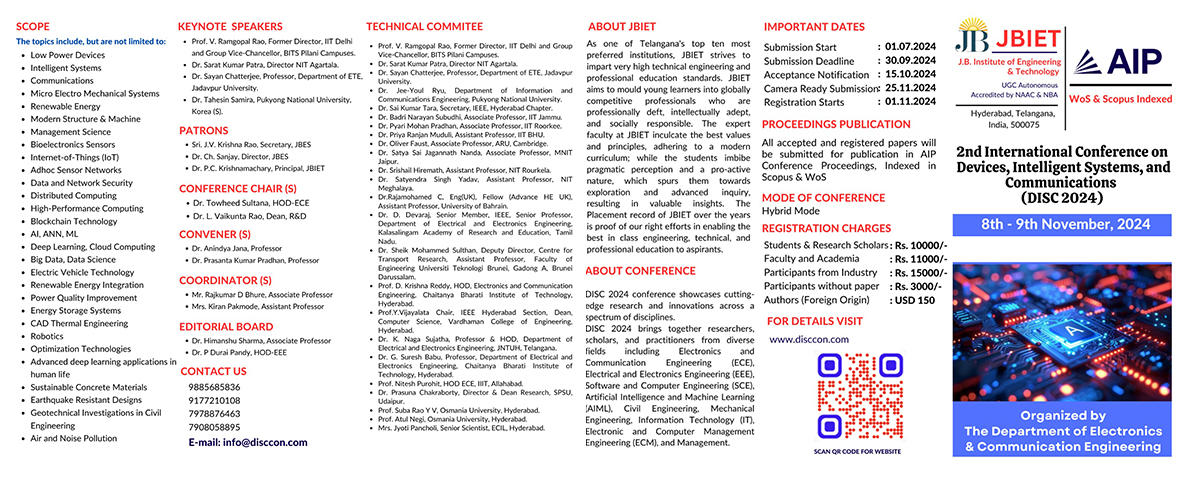 SCOPE
The topics include, but are not limited to:
Low Power Devices
Intelligent Systems
Communications
Micro Electro Mechanical Systems
Renewable Energy
Modern Structure & Machine
Management Science
Bioelectronics Sensors
Internet-of-Things (IoT)
Adhoc Sensor Networks
Data and Network Security
Distributed Computing
High-Performance Computing
Blockchain Technology
AI, ANN, ML
Deep Learning, Cloud Computing
Big Data, Data Science
Electric Vehicle Technology
Renewable Energy Integration
Power Quality Improvement
Energy Storage Systems
CAD Thermal Engineering
Robotics
Optimization Technologies
Advanced deep learning applications in
human life
Sustainable Concrete Materials
Earthquake Resistant Designs
Geotechnical Investigations in Civil
Engineering
Air and Noise Pollution
KEYNOTE SPEAKERS
Prof. V. Ramgopal Rao, Former Director, IIT Delhi
and Group Vice-Chancellor, BITS Pilani Campuses.
Dr. Sarat Kumar Patra, Director NIT Agartala.
Dr. Sayan Chatterjee, Professor, Department of ETE,
Jadavpur University.
Dr. Tahesin Samira, Pukyong National University,
Korea (S).
PATRONS
Sri. J.V. Krishna Rao, Secretary, JBES
Dr. Ch. Sanjay, Director, JBES
Dr. P.C. Krishnamachary, Principal, JBIET
CONFERENCE CHAIR (S)
Dr. Towheed Sultana, HOD-ECE
Dr. L. Vaikunta Rao, Dean, R&D
CONVENER (S)
Dr. Anindya Jana, Professor
Dr. Prasanta Kumar Pradhan, Professor
COORDINATOR (S)
Mr. Rajkumar D Bhure, Associate Professor
Mrs. Kiran Pakmode, Assistant Professor
EDITORIAL BOARD
Dr. Himanshu Sharma, Associate Professor
Dr. P Durai Pandy, HOD-EEE
CONTACT US
9885685836
9177210108
7978876463
7908058895
E-mail: info@disccon.com
TECHNICAL COMMITEE
Prof. V. Ramgopal Rao, Former Director, IIT Delhi and Group
Vice-Chancellor, BITS Pilani Campuses.
Dr. Sarat Kumar Patra, Director NIT Agartala.
Dr. Sayan Chatterjee, Professor, Department of ETE, Jadavpur
University.
Dr. Jee-Youl Ryu, Department of Information and
Communications Engineering, Pukyong National University.
Dr. Sai Kumar Tara, Secretary, IEEE, Hyderabad Chapter.
Dr. Badri Narayan Subudhi, Associate Professor, IIT Jammu.
Dr. Pyari Mohan Pradhan, Associate Professor, IIT Roorkee.
Dr. Priya Ranjan Muduli, Assistant Professor, IIT BHU.
Dr. Oliver Faust, Associate Professor, ARU, Cambridge.
Dr. Satya Sai Jagannath Nanda, Associate Professor, MNIT
Jaipur.
Dr. Srishail Hiremath, Assistant Professor, NIT Rourkela.
Dr. Satyendra Singh Yadav, Assistant Professor, NIT
Meghalaya.
Dr.Rajamohamed C, Eng(UK), Fellow (Advance HE UK),
Assistant Professor, University of Bahrain.
Dr. D. Devaraj, Senior Member, IEEE, Senior Professor,
Department of Electrical and Electronics Engineering,
Kalasalingam Academy of Research and Education, Tamil
Nadu.
Dr. Sheik Mohammed Sulthan, Deputy Director, Centre for
Transport Research, Assistant Professor, Faculty of
Engineering Universiti Teknologi Brunei, Gadong A, Brunei
Darussalam.
Prof. D. Krishna Reddy, HOD, Electronics and Communication
Engineering, Chaitanya Bharati Institute of Technology,
Hyderabad.
Prof.Y.Vijayalata Chair, IEEE Hyderabad Section, Dean,
Computer Science, Vardhaman College of Engineering,
Hyderabad.
Dr. K. Naga Sujatha, Professor & HOD, Department of
Electrical and Electronics Engineering, JNTUH, Telangana.
Dr. G. Suresh Babu, Professor, Department of Electrical and
Electronics Engineering, Chaitanya Bharati Institute of
Technology, Hyderabad.
Prof. Nitesh Purohit, HOD ECE, IIIT, Allahabad.
Dr. Prasuna Chakraborty, Director & Dean Research, SPSU,
Udaipur.
Prof. Suba Rao Y V, Osmania University, Hyderabad.
Prof. Atul Negi, Osmania University, Hyderabad.
Mrs. Jyoti Pancholi, Senior Scientist, ECIL, Hyderabad.
ABOUT JBIET
As one of Telangana's top ten most
preferred institutions, JBIET strives to
impart very high technical engineering and
professional education standards. JBIET
aims to mould young learners into globally
competitive professionals who are
professionally deft, intellectually adept,
and socially responsible. The expert
faculty at JBIET inculcate the best values
and principles, adhering to a modern
curriculum; while the students imbibe
pragmatic perception and a pro-active
nature, which spurs them towards
exploration and advanced inquiry,
resulting in valuable insights. The
Placement record of JBIET over the years
is proof of our right efforts in enabling the
best in class engineering, technical, and
professional education to aspirants.
ABOUT CONFERENCE
DISC 2024 conference showcases cutting-
edge research and innovations across a
spectrum of disciplines.
DISC 2024 brings together researchers,
scholars, and practitioners from diverse
fields including Electronics and
Communication Engineering (ECE),
Electrical and Electronics Engineering (EEE),
Software and Computer Engineering (SCE),
Artificial Intelligence and Machine Learning
(AIML), Civil Engineering, Mechanical
Engineering, Information Technology (IT),
Electronic and Computer Management
Engineering (ECM), and Management.
IMPORTANT DATES
Submission Start : 01.07.2024
Submission Deadline : 30.09.2024
Acceptance Notification : 15.10.2024
Camera Ready Submission: 25.11.2024
Registration Starts : 01.11.2024
PROCEEDINGS PUBLICATION
All accepted and registered papers will
be submitted for publication in AIP
Conference Proceedings, Indexed in
Scopus & WoS
MODE OF CONFERENCE
Hybrid Mode
REGISTRATION CHARGES
Students & Research Scholars : Rs. 10000/-
Faculty and Academia : Rs. 11000/-
Participants from Industry : Rs. 15000/-
Participants without paper : Rs. 3000/-
Authors (Foreign Origin) : USD 150
FOR DETAILS VISIT
www.disccon.com
SCAN QR CODE FOR WEBSITE
JB JBIET
J.B. Institute of Engineering
& Technology
UGC Autonomous
Accredited by NAAC & NBA
Hyderabad, Telangana,
India, 500075
AIP
WoS & Scopus Indexed
2nd International Conference on
Devices, Intelligent Systems, and
Communications
(DISC 2024)
8th - 9th November, 2024
A
Organized by
The Department of Electronics
& Communication Engineering